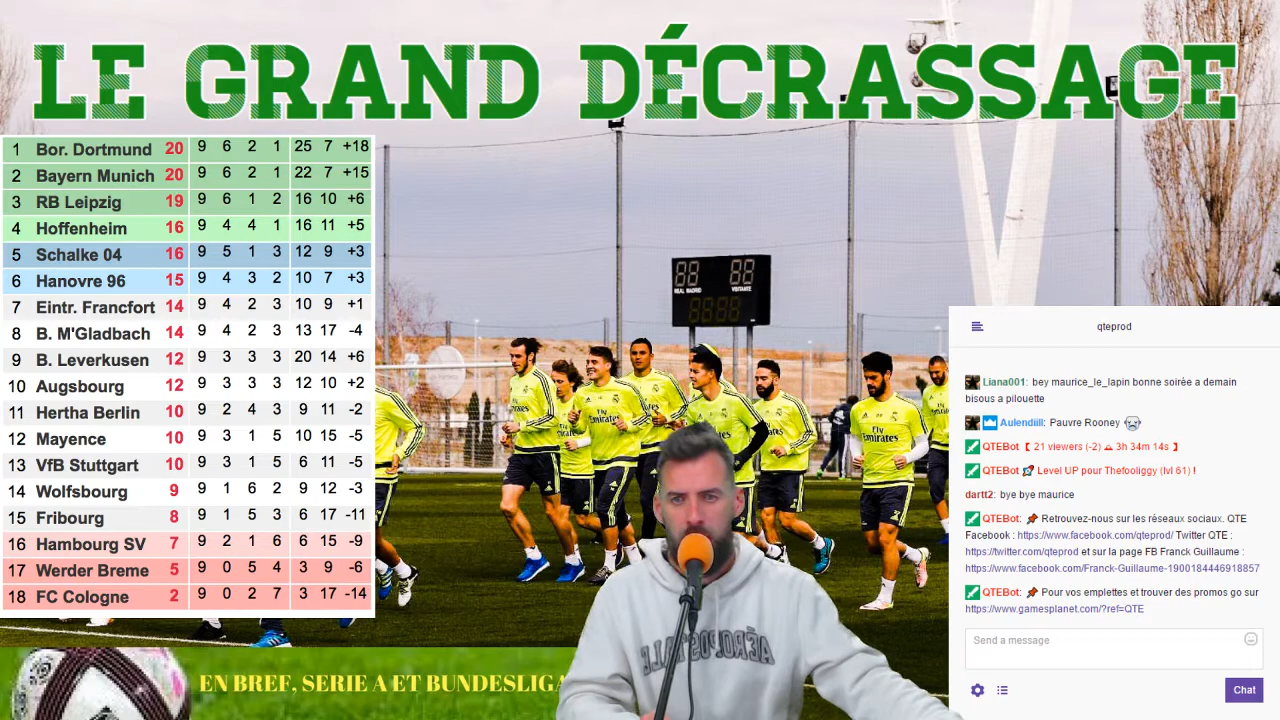 LE GRAND DÉCRASSAGE
1 Bor. Dortmund 20 9 6 2 1 25 7 +18
2 Bayern Munich 20 9 6 2 1 22 7 +15
3 RB Leipzig 19 9 6 1 2 16 10 +6
4 Hoffenheim 16 9 4 4 1 16 11 +5
5 Schalke 04 16 9 5 1 3 12 9 +3
6 Hanovre 96 15 9 4 3 2 10 7 +3
7 Eintr. Francfort 14 9 4 2 3 10 9 +1
8 B. M'Gladbach 14 9 4 2 3 13 17 -4
9 B. Leverkusen 12 9 3 3 3 20 14 +6
10 Augsbourg 12 9 3 3 3 12 10 +2
11 Hertha Berlin 10 9 2 4 3 9 11 -2
12 Mayence 10 9 3 1 5 10 15 -5
13 VfB Stuttgart 10 9 3 1 5 6 11 -5
14 Wolfsbourg 9 9 1 6 2 9 12 -3
15 Fribourg 8 9 1 5 3 6 17 -11
16 Hambourg SV 7 9 2 1 6 6 15 -9
17 Werder Breme 5 9 0 5 4 3 9 -6
18 FC Cologne 2 9 0 2 7 3 17 -14
REAL MADRID VISITANTE
Fly Emirates
Fly Emirates
Fly Emirates
Emirates
AÉROPOSTALE
EN BREF, SERIE A ET BUNDESLIGA
qteprod
Liana001: bey maurice_le_lapin bonne soirée a demain
bisous a pilouette
Aulendiill: Pauvre Rooney
QTEBot 【 21 viewers (-2) 3h 34m 14s 】
QTEBot Level UP pour Thefooliggy (lvl 61) !
dartt2: bye bye maurice
QTEBot: 📌 Retrouvez-nous sur les réseaux sociaux. QTE
Facebook : https://www.facebook.com/qteprod/ Twitter QTE :
https://twitter.com/qteprod et sur la page FB Franck Guillaume :
https://www.facebook.com/Franck-Guillaume-1900184446918857
QTEBot: 📌 Pour vos emplettes et trouver des promos go sur
https://www.gamesplanet.com/?ref=QTE
Send a message
Chat